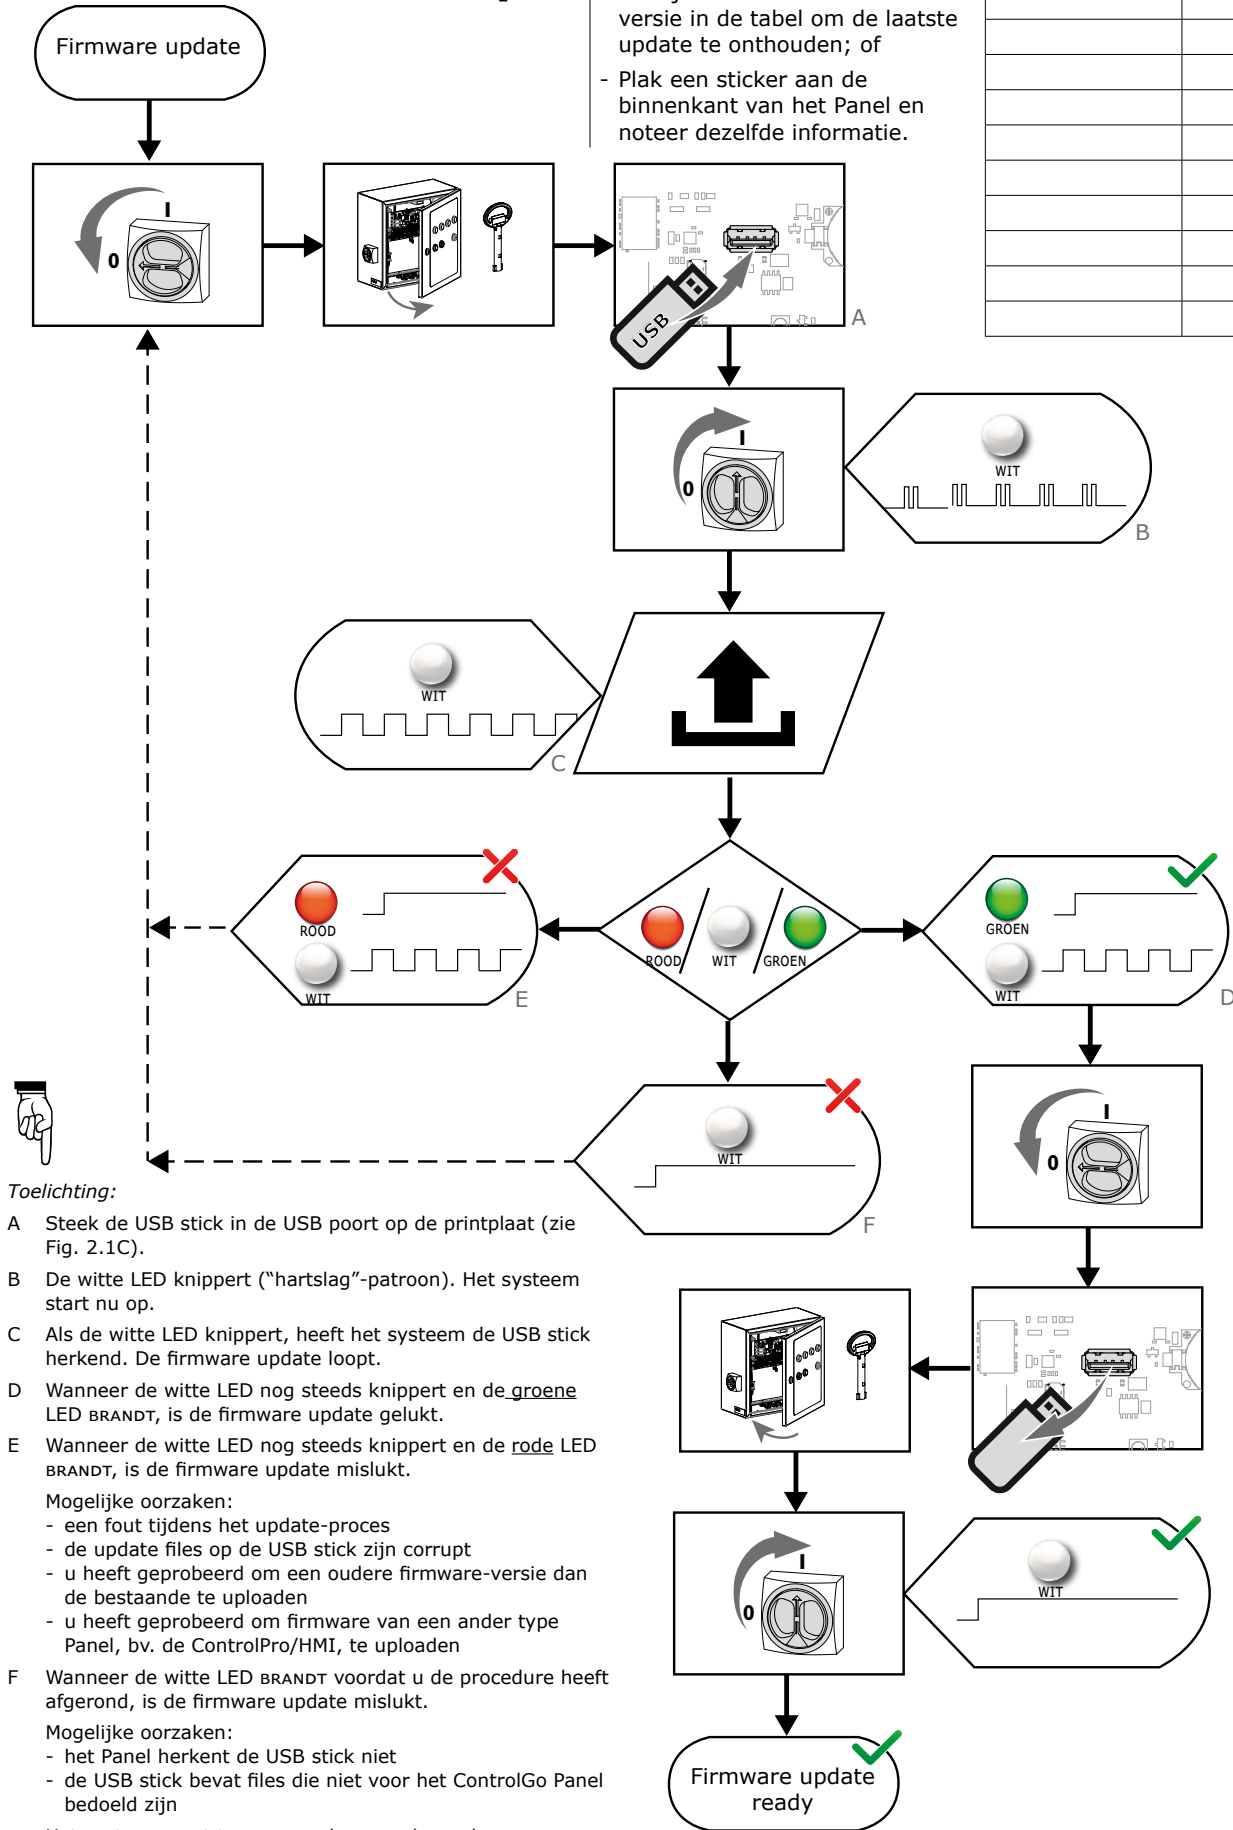 versie in de tabel om de laatste
update te onthouden; of
- Plak een sticker aan de
binnenkant van het Panel en
noteer dezelfde informatie.
Firmware update
I
0
USB
A
I
0
WIT
B
WIT
C
ROOD
WIT
E
ROOD
WIT
GROEN
GROEN
WIT
D
WIT
F
I
0
I
0
WIT
Firmware update
ready
Toelichting:
A Steek de USB stick in de USB poort op de printplaat (zie
Fig. 2.1C).
B De witte LED knippert (“hartslag”-patroon). Het systeem
start nu op.
C Als de witte LED knippert, heeft het systeem de USB stick
herkend. De firmware update loopt.
D Wanneer de witte LED nog steeds knippert en de groene
LED BRANDT, is de firmware update gelukt.
E Wanneer de witte LED nog steeds knippert en de rode LED
BRANDT, is de firmware update mislukt.
Mogelijke oorzaken:
- een fout tijdens het update-proces
- de update files op de USB stick zijn corrupt
- u heeft geprobeerd om een oudere firmware-versie dan
de bestaande te uploaden
- u heeft geprobeerd om firmware van een ander type
Panel, bv. de ControlPro/HMI, te uploaden
F Wanneer de witte LED BRANDT voordat u de procedure heeft
afgerond, is de firmware update mislukt.
Mogelijke oorzaken:
- het Panel herkent de USB stick niet
- de USB stick bevat files die niet voor het ControlGo Panel
bedoeld zijn